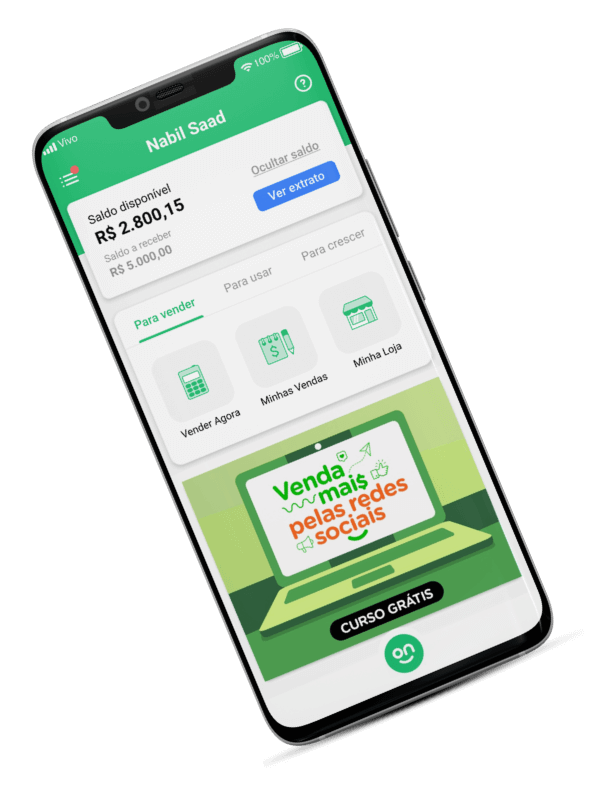 Vivo
100%
Nabil Saad
?
Saldo disponível
Ocultar saldo
R$ 2.800,15
Ver extrato
Saldo a receber
R$ 5.000,00
Para vender
Para usar
Para crescer
$
Vender Agora
Minhas Vendas
Minha Loja
Venda
mai$
pelas redes
sociais
CURSO GRÁTIS
on